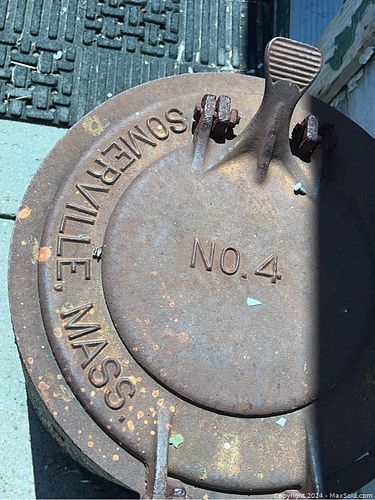 SOMERVILLE, MASS.
NO. 4
Copyright 2024 - MaxSold.com